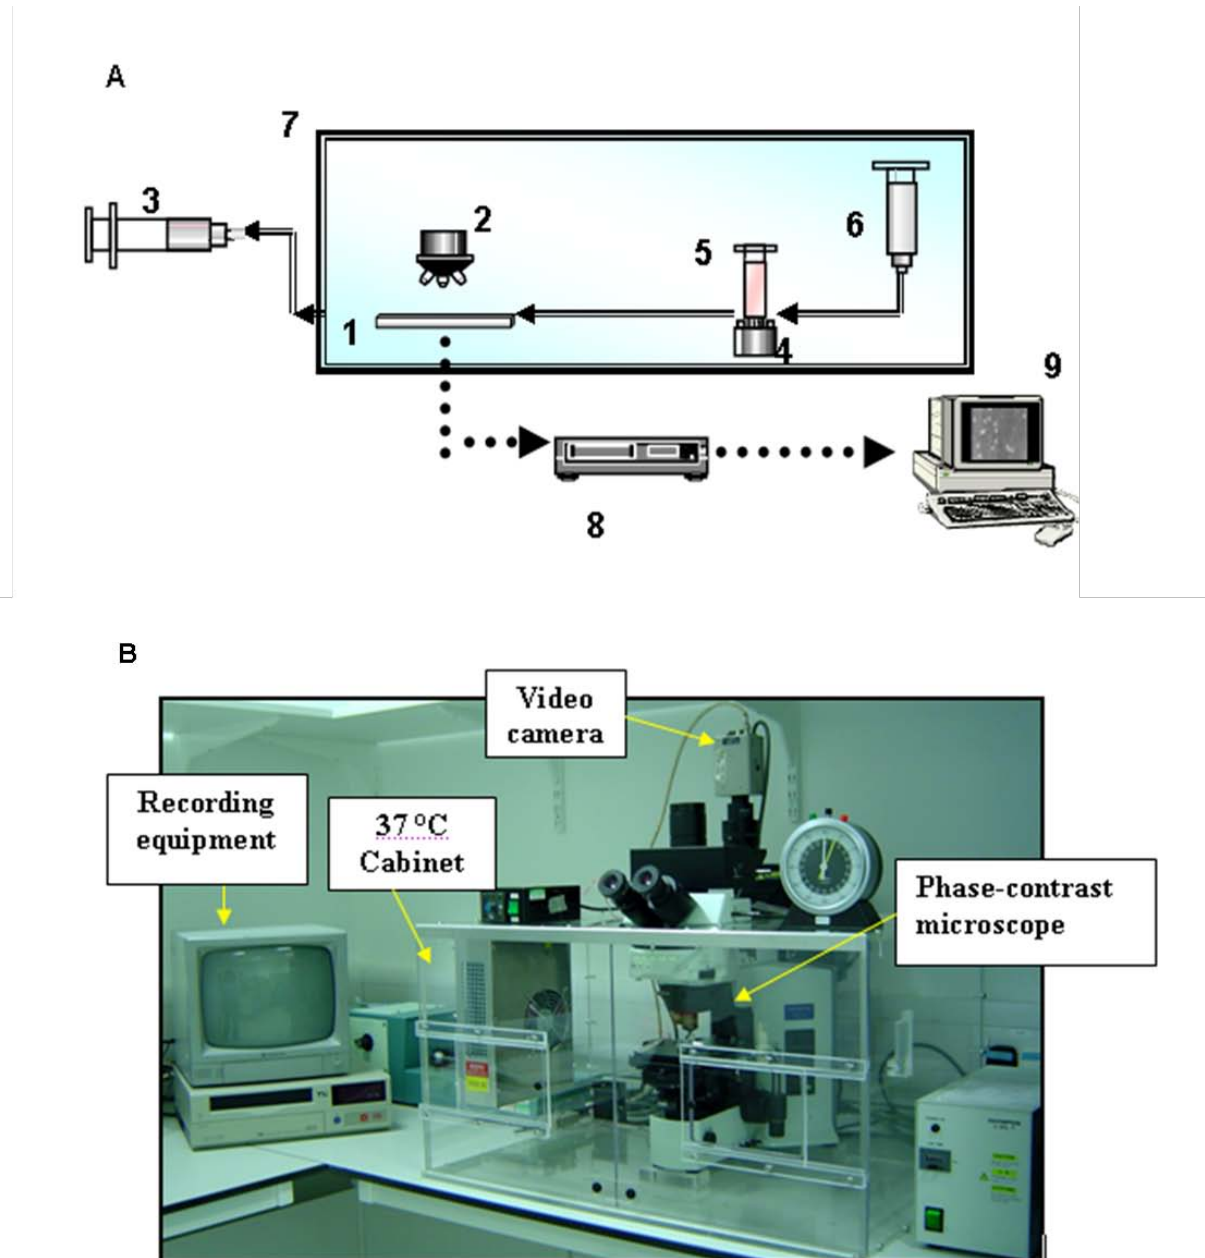 A
7
3
2
6
5
1
4
9
8
B
Video
camera
Recording
equipment
37 °C
Cabinet
Phase-contrast
microscope